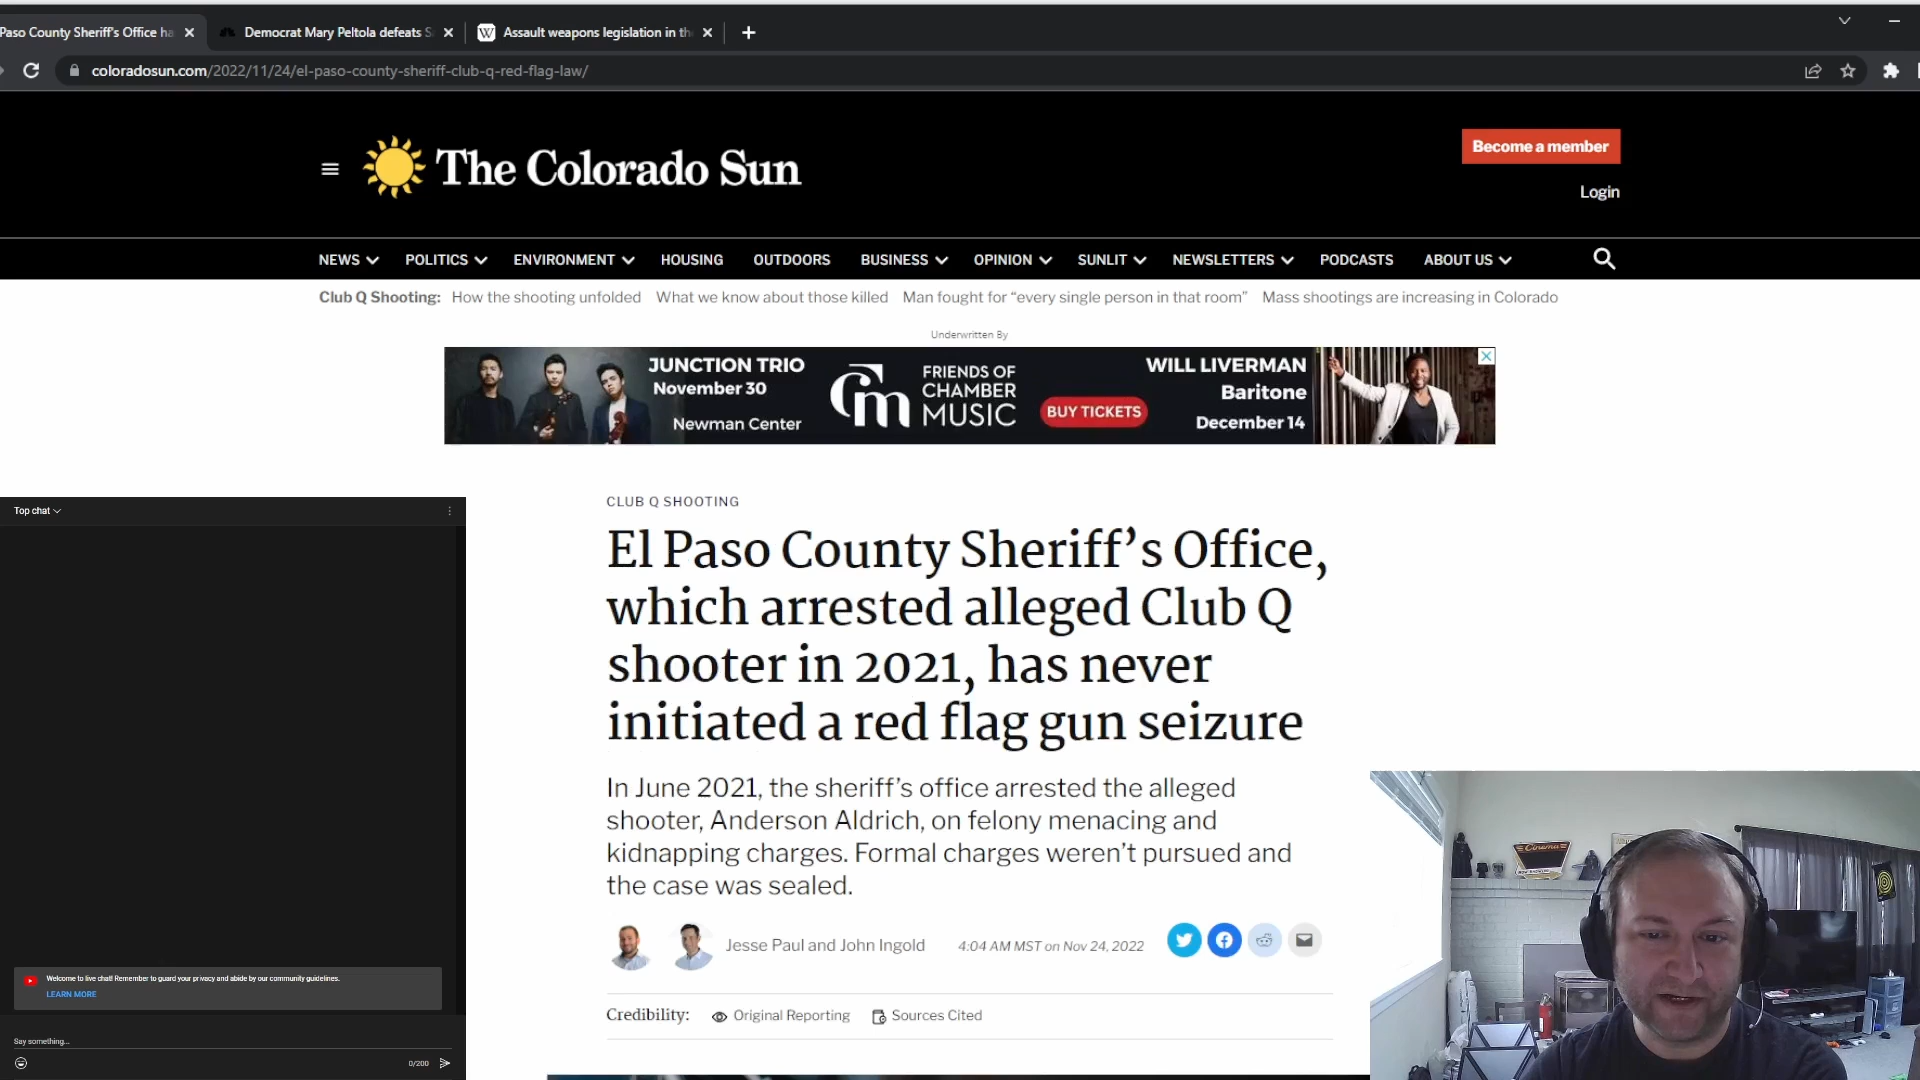 Paso County Sheriff's Office ha
Democrat Mary Peltola defeats S
Assault weapons legislation in th
coloradosun.com/2022/11/24/el-paso-county-sheriff-club-q-red-flag-law/
The Colorado Sun
Become a member
Login
NEWS POLITICS ENVIRONMENT HOUSING OUTDOORS BUSINESS OPINION SUNLIT NEWSLETTERS PODCASTS ABOUT US
Club Q Shooting: How the shooting unfolded What we know about those killed Man fought for “every single person in that room” Mass shootings are increasing in Colorado
Underwritten By
JUNCTION TRIO
November 30
Newman Center
cm
FRIENDS OF
CHAMBER
MUSIC
BUY TICKETS
WILL LIVERMAN
Baritone
December 14
CLUB Q SHOOTING
El Paso County Sheriff’s Office,
which arrested alleged Club Q
shooter in 2021, has never
initiated a red flag gun seizure
In June 2021, the sheriff’s office arrested the alleged
shooter, Anderson Aldrich, on felony menacing and
kidnapping charges. Formal charges weren’t pursued and
the case was sealed.
Jesse Paul and John Ingold 4:04 AM MST on Nov 24, 2022
Credibility: Original Reporting Sources Cited
Top chat
Welcome to live chat! Remember to guard your privacy and abide by our community guidelines.
LEARN MORE
Say something...
0/200
Cinema